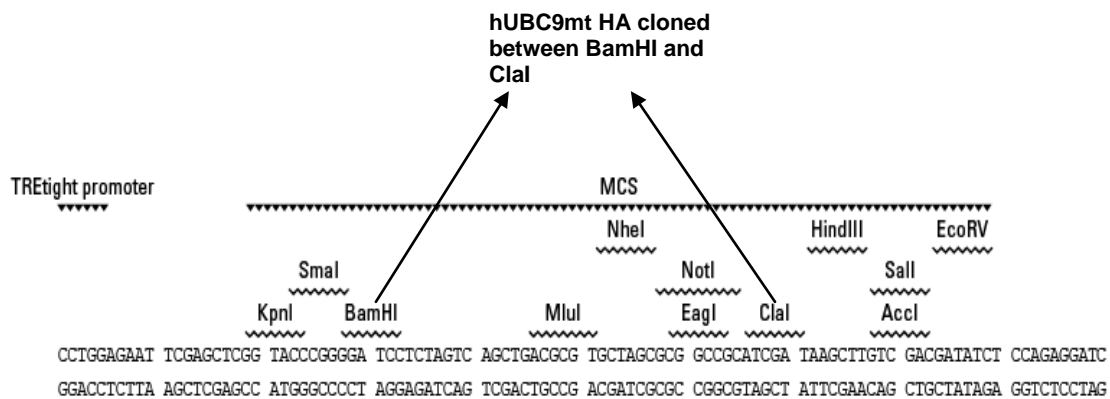 hUBC9mt HA cloned
between BamHI and
ClaI
TREtight promoter
MCS
NheI
HindIII
EcoRV
SmaI
NotI
SalI
KpnI
BamHI
MluI
EagI
ClaI
AccI
CCTGGAGAAT TCGAGCTCGG TACCCGGGGA TCCTCTAGTC AGCTGACGCG TGCTAGCGCG GCCGCATCGA TAAGCTTGTC GACGATATCT CCAGAGGATC
GGACCTCTTAA AGCTCGAGCC ATGGGCCCCT AGGAGATCAG TCGACTGCCG ACGATCGCGC CGGCGTAGCT ATTCGAACAG CTGCTATAGA GGTCTCCTAG